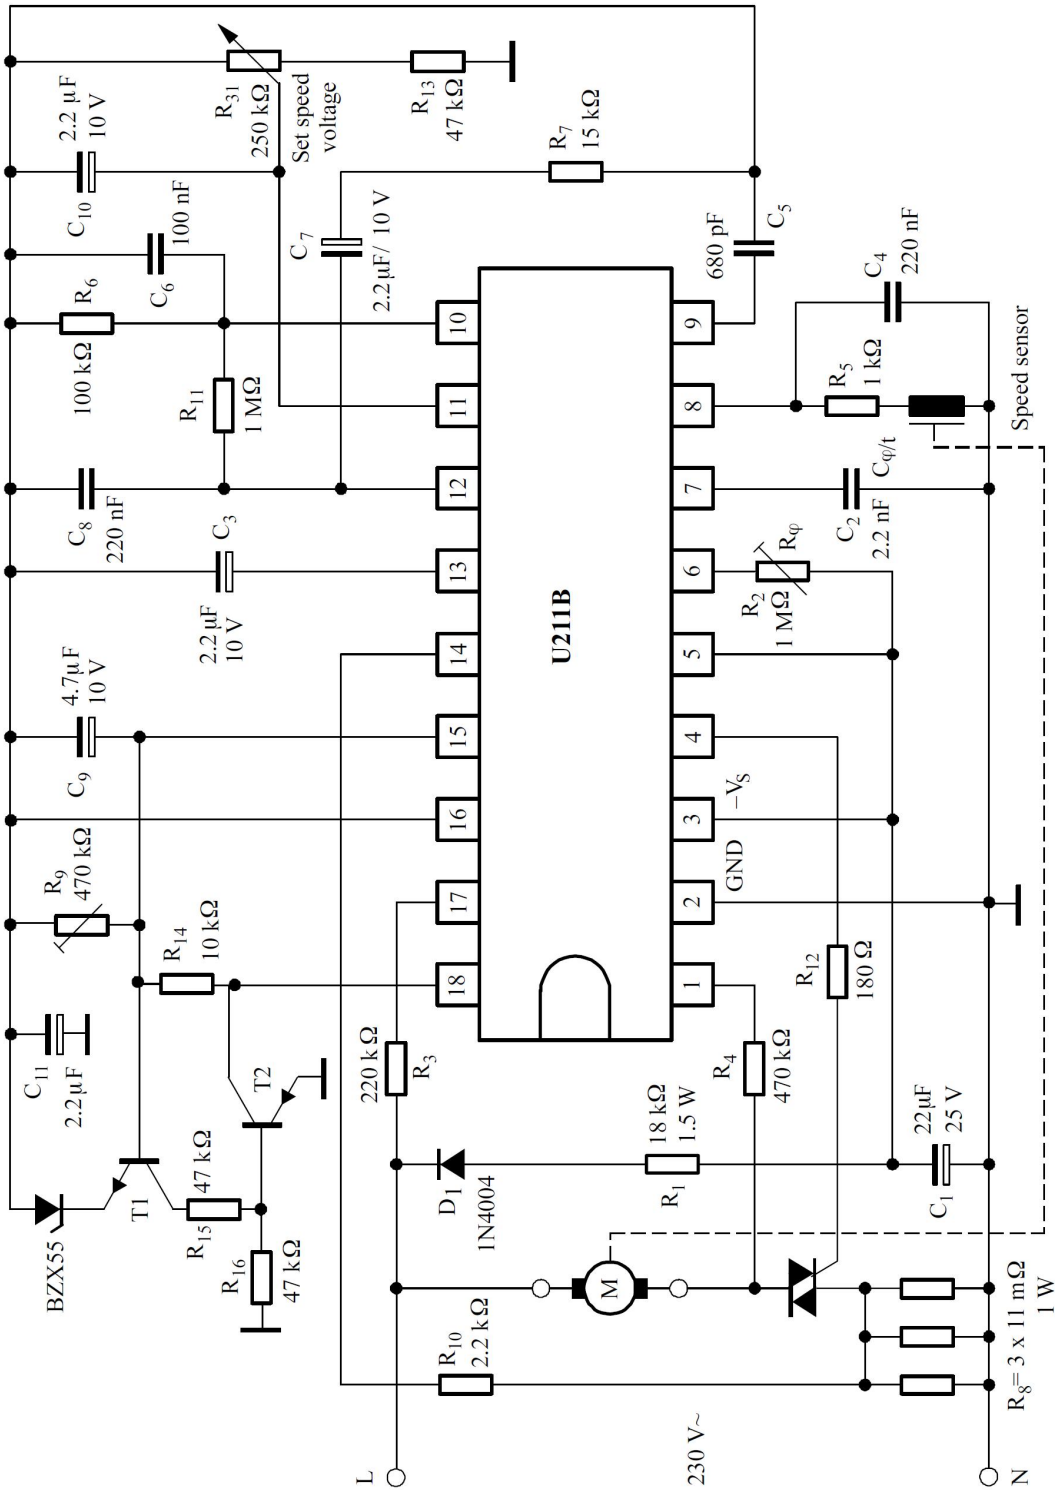 BZX55
C11
2.2 µF
R9
470 kΩ
C9
4.7µF
10 V
C8
220 nF
100 kΩ
R6
C10
2.2 µF
10 V
T1
R14
10 kΩ
C6
100 nF
R15
47 kΩ
R11
1 MΩ
2.2 µF
10 V
C3
R31
250 kΩ
Set speed
voltage
R16
47 kΩ
T2
C7
2.2µF/ 10 V
L
220 kΩ
R3
R13
47 kΩ
R10
2.2 kΩ
D1
1N4004
18
17
16
15
14
13
12
11
10
U211B
R7
15 kΩ
M
18 kΩ
1.5 W
R1
1
2
3
4
5
6
7
8
9
GND
–VS
680 pF
C5
230 V~
R4
470 kΩ
R12
180 Ω
R2
1 MΩ
Rφ
C2
2.2 nF
Cφ/t
R5
1 kΩ
C4
220 nF
22µF
25 V
C1
N
R8= 3 x 11 mΩ
1 W
Speed sensor